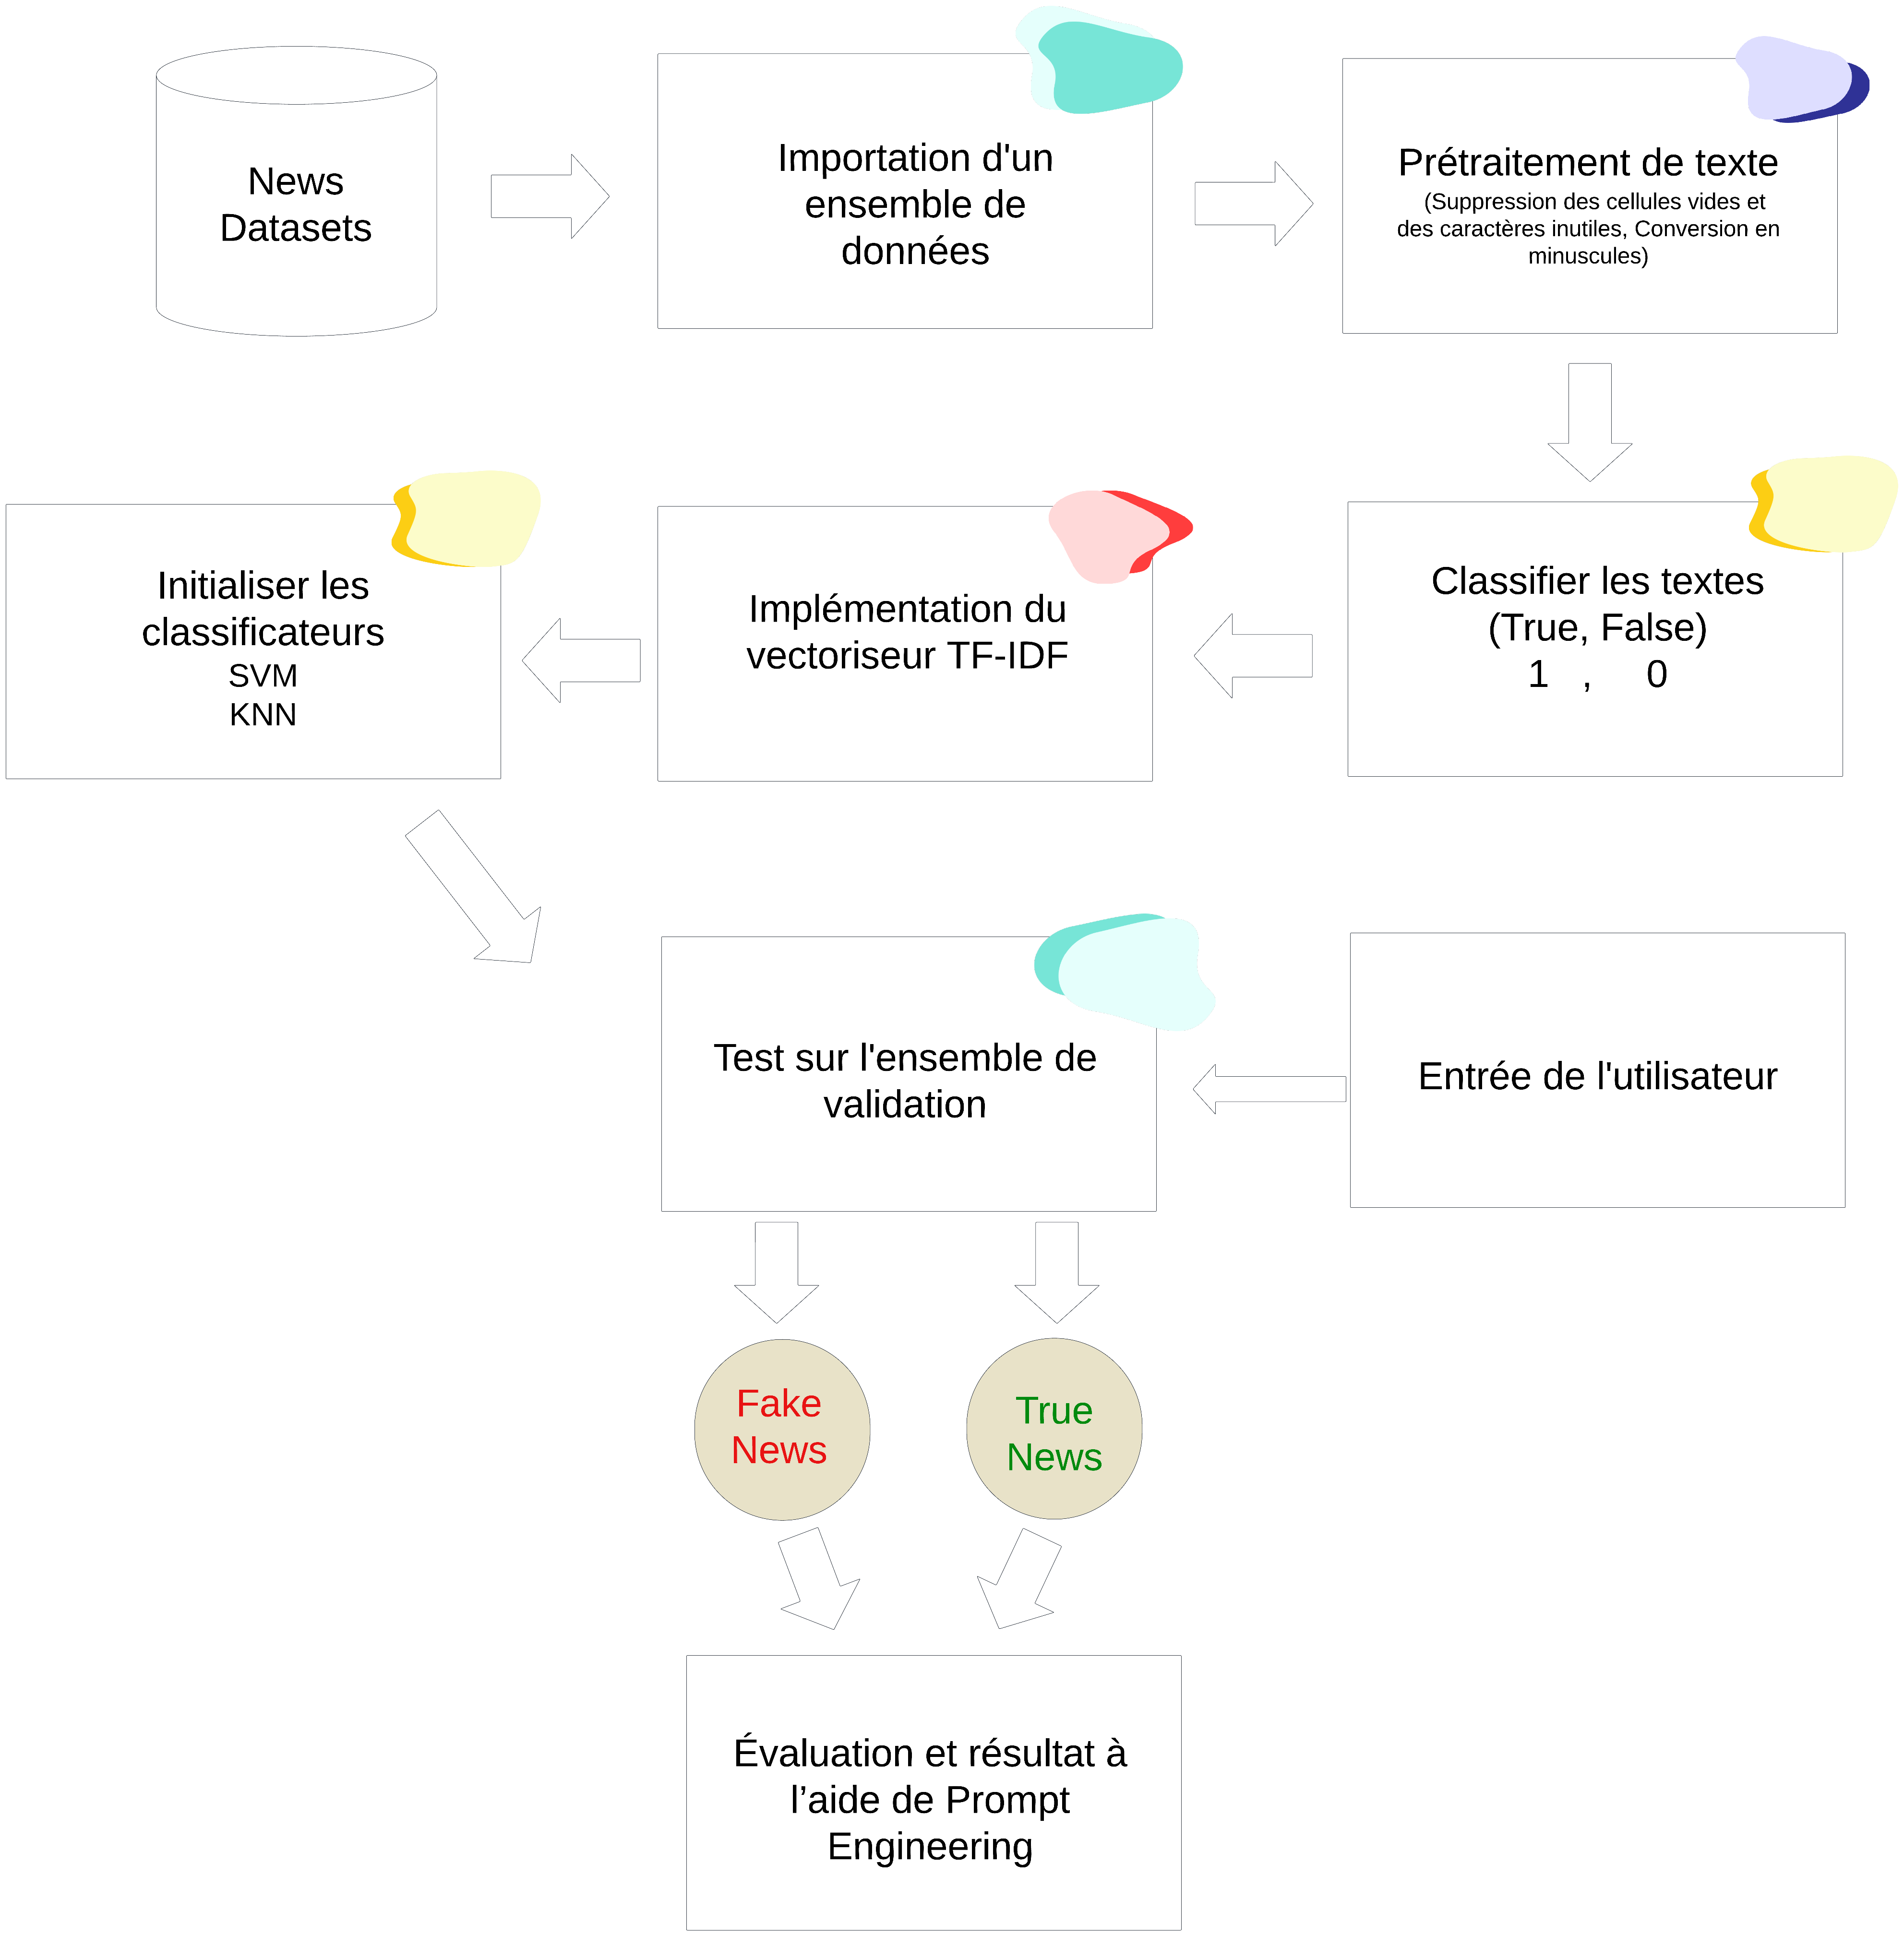 News
Datasets
Importation d'un
ensemble de
données
Prétraitement de texte
(Suppression des cellules vides et
des caractères inutiles, Conversion en
minuscules)
Classifier les textes
(True, False)
1 , 0
Implémentation du
vectoriseur TF-IDF
Initialiser les
classificateurs
SVM
KNN
Test sur l'ensemble de
validation
Entrée de l'utilisateur
Fake
News
True
News
Évaluation et résultat à
l’aide de Prompt
Engineering